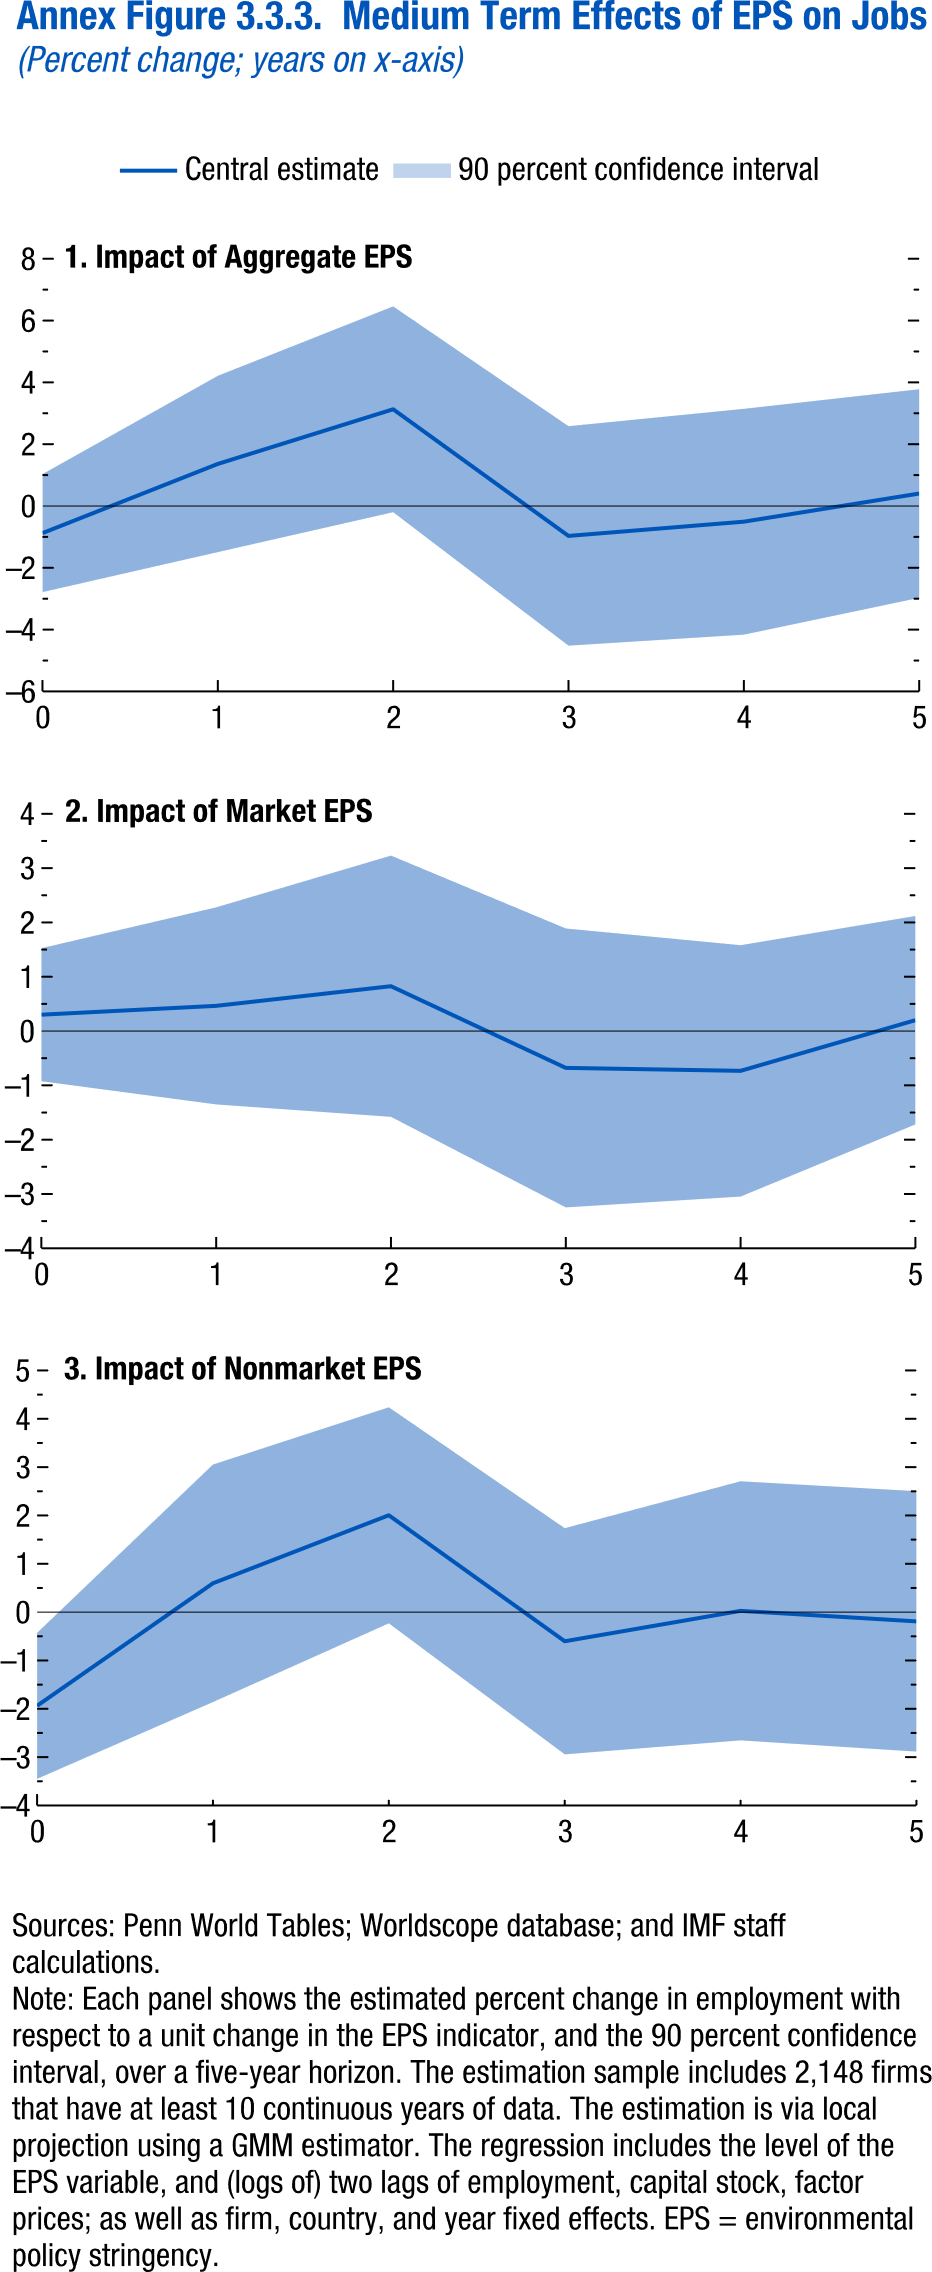 Annex Figure 3.3.3.  Medium Term Effects of EPS on Jobs
(Percent change; years on x-axis)
Central estimate
90 percent confidence interval
1. Impact of Aggregate EPS
8
6
4
2
0
–2
–4
–6
0 1 2 3 4 5
2. Impact of Market EPS
4
3
2
1
0
–1
–2
–3
–4
0 1 2 3 4 5
3. Impact of Nonmarket EPS
5
4
3
2
1
0
–1
–2
–3
–4
0 1 2 3 4 5
Sources: Penn World Tables; Worldscope database; and IMF staff
calculations.
Note: Each panel shows the estimated percent change in employment with
respect to a unit change in the EPS indicator, and the 90 percent confidence
interval, over a five-year horizon. The estimation sample includes 2,148 firms
that have at least 10 continuous years of data. The estimation is via local
projection using a GMM estimator. The regression includes the level of the
EPS variable, and (logs of) two lags of employment, capital stock, factor
prices; as well as firm, country, and year fixed effects. EPS = environmental
policy stringency.